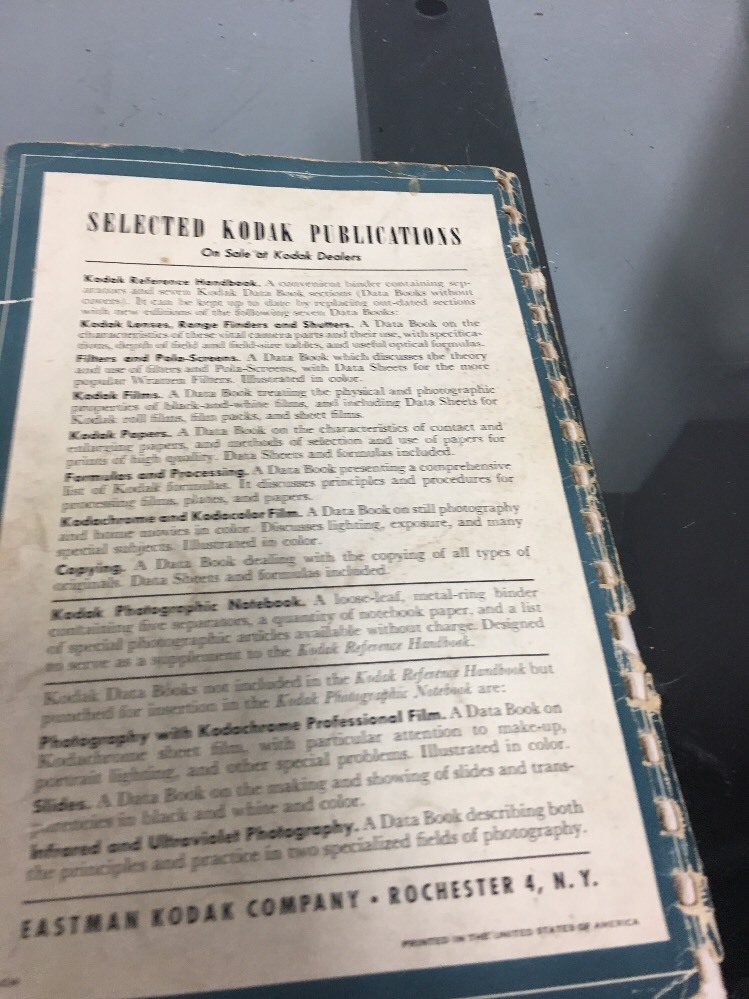 SELECTED KODAK PUBLICATIONS
On Sale at Kodak Dealers
Kodak Reference Handbook. A convenient binder containing sep-
arators and seven Kodak Data Book sections (Data Books without
covers). It can be kept up to date by replacing out-dated sections
with new editions of the following seven Data Books:
Kodak Lenses, Range Finders and Shutters. A Data Book on the
characteristics of these vital camera parts and their use, with specifica-
tions, depth of field and field-size tables, and useful optical formulas.
Filters and Pola-Screens. A Data Book which discusses the theory
and use of filters and Pola-Screens, with Data Sheets for the more
popular Wratten Filters. Illustrated in color.
Kodak Films. A Data Book treating the physical and photographic
properties of black-and-white films, and including Data Sheets for
Kodak roll films, film packs, and sheet films.
Kodak Papers. A Data Book on the characteristics of contact and
enlarging papers, and methods of selection and use of papers for
prints of high quality. Data Sheets and formulas included.
Formulas and Processing. A Data Book presenting a comprehensive
list of Kodak formulas. It discusses principles and procedures for
processing films, plates, and papers.
Kodachrome and Kodacolor Film. A Data Book on still photography
and home movies in color. Discusses lighting, exposure, and many
special subjects. Illustrated in color.
Copying. A Data Book dealing with the copying of all types of
originals. Data Sheets and formulas included.
Kodak Photographic Notebook. A loose-leaf, metal-ring binder
containing five separators, a quantity of notebook paper, and a list
of special photographic articles available without charge. Designed
to serve as a supplement to the Kodak Reference Handbook.
Kodak Data Books not included in the Kodak Reference Handbook but
punched for insertion in the Kodak Photographic Notebook are:
Photography with Kodachrome Professional Film. A Data Book on
Kodachrome sheet film, with particular attention to make-up,
portrait lighting, and other special problems. Illustrated in color.
Slides. A Data Book on the making and showing of slides and trans-
parencies in black and white and color.
Infrared and Ultraviolet Photography. A Data Book describing both
the principles and practice in two specialized fields of photography.
EASTMAN KODAK COMPANY • ROCHESTER 4, N. Y.
PRINTED IN THE UNITED STATES OF AMERICA